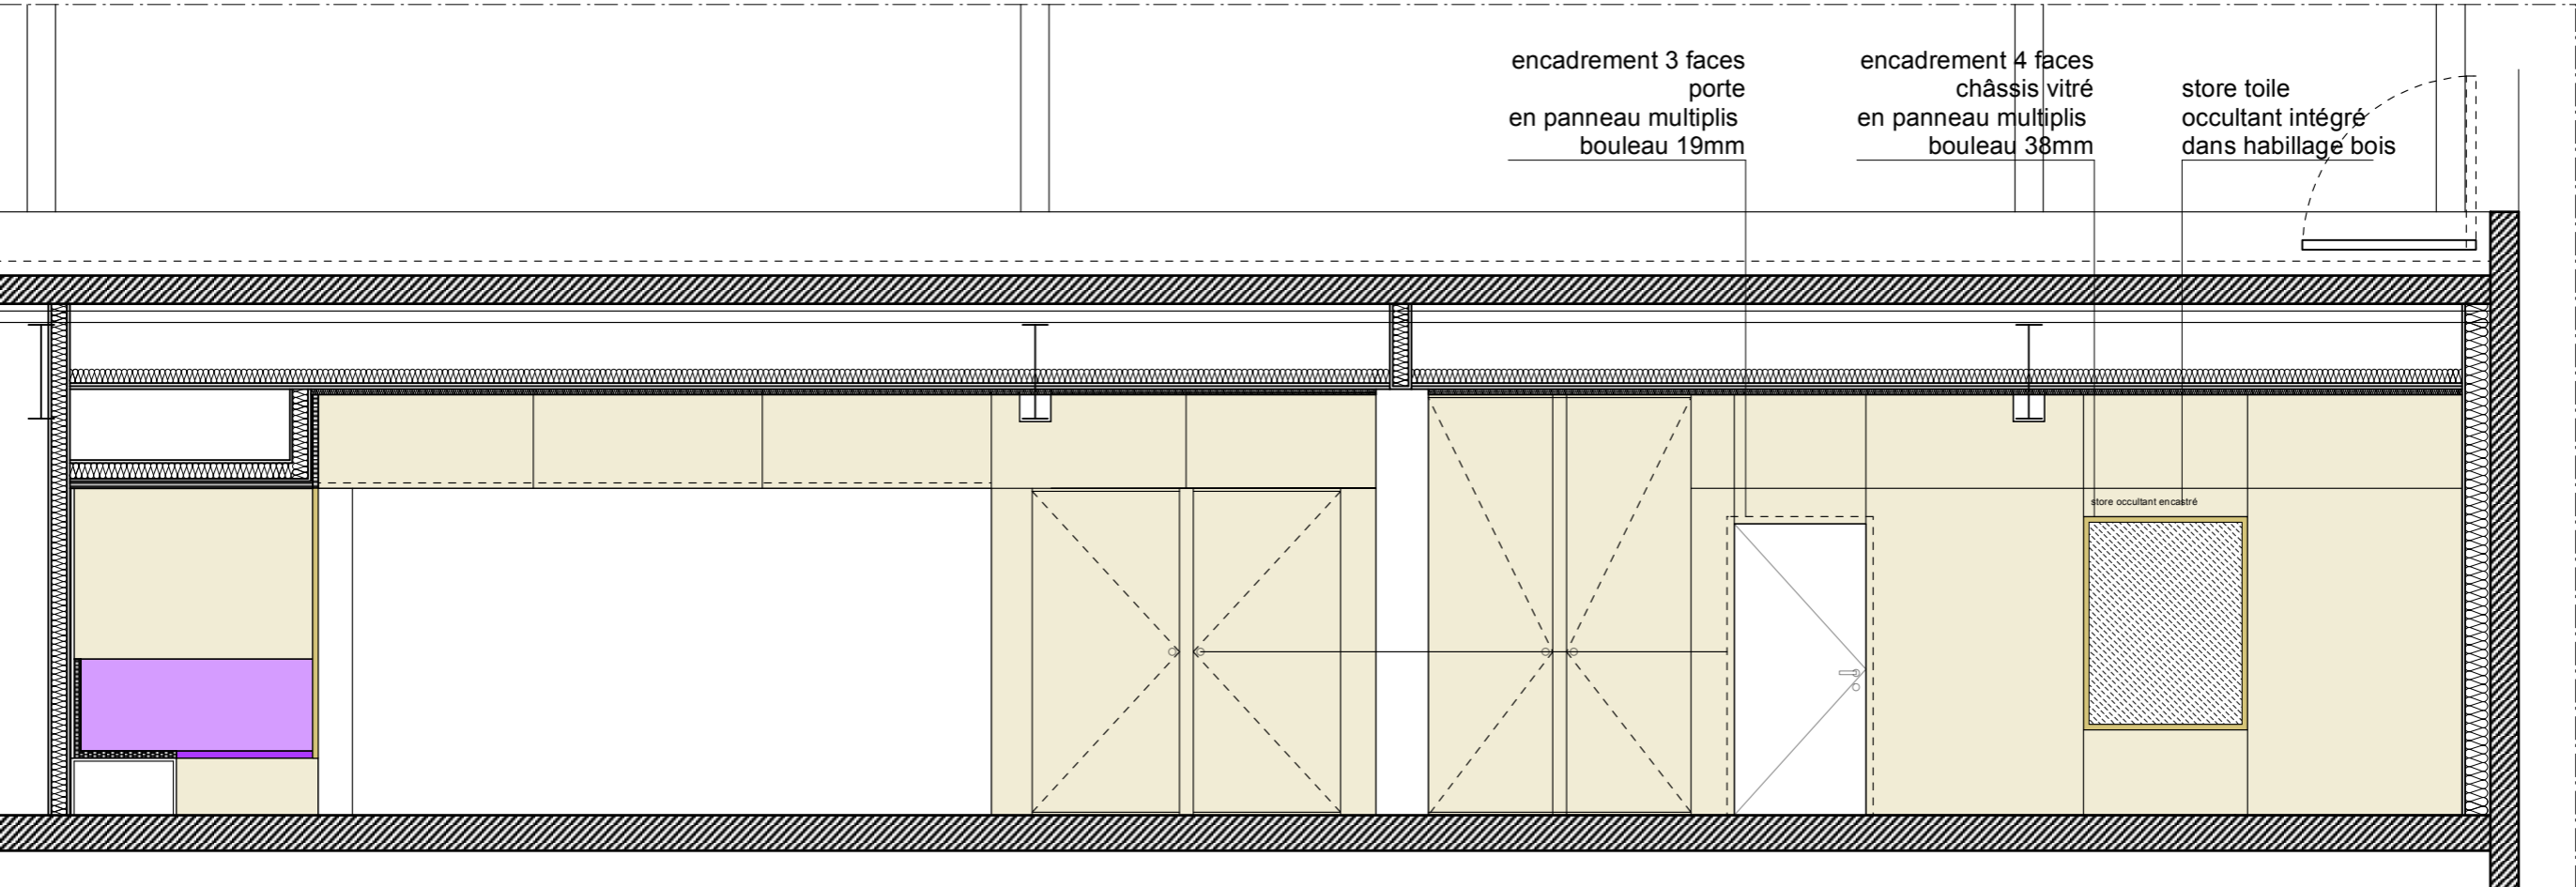 encadrement 3 faces
porte
en panneau multiplis
bouleau 19mm
encadrement 4 faces
châssis vitré
en panneau multiplis
bouleau 38mm
store toile
occultant intégré
dans habillage bois
store occultant encastré